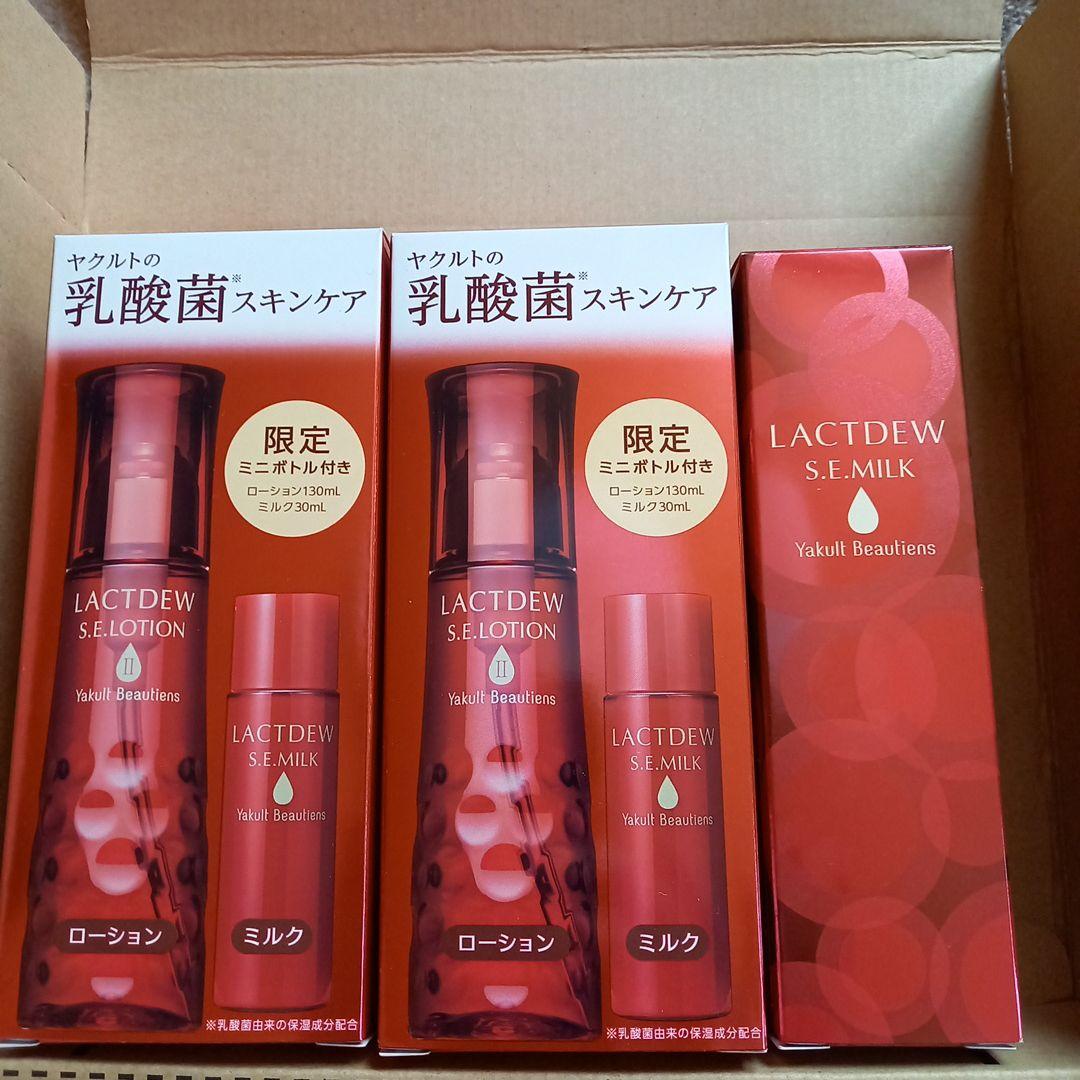 ヤクルトの
乳酸菌※スキンケア
限定
ミニボトル付き
ローション130mL
ミルク30mL
LACTDEW
S.E.LOTION
II
Yakult Beautiens
LACTDEW
S.E.MILK
Yakult Beautiens
ローション
ミルク
※乳酸菌由来の保湿成分配合
ヤクルトの
乳酸菌※スキンケア
限定
ミニボトル付き
ローション130mL
ミルク30mL
LACTDEW
S.E.LOTION
II
Yakult Beautiens
LACTDEW
S.E.MILK
Yakult Beautiens
ローション
ミルク
※乳酸菌由来の保湿成分配合
LACTDEW
S.E.MILK
Yakult Beautiens